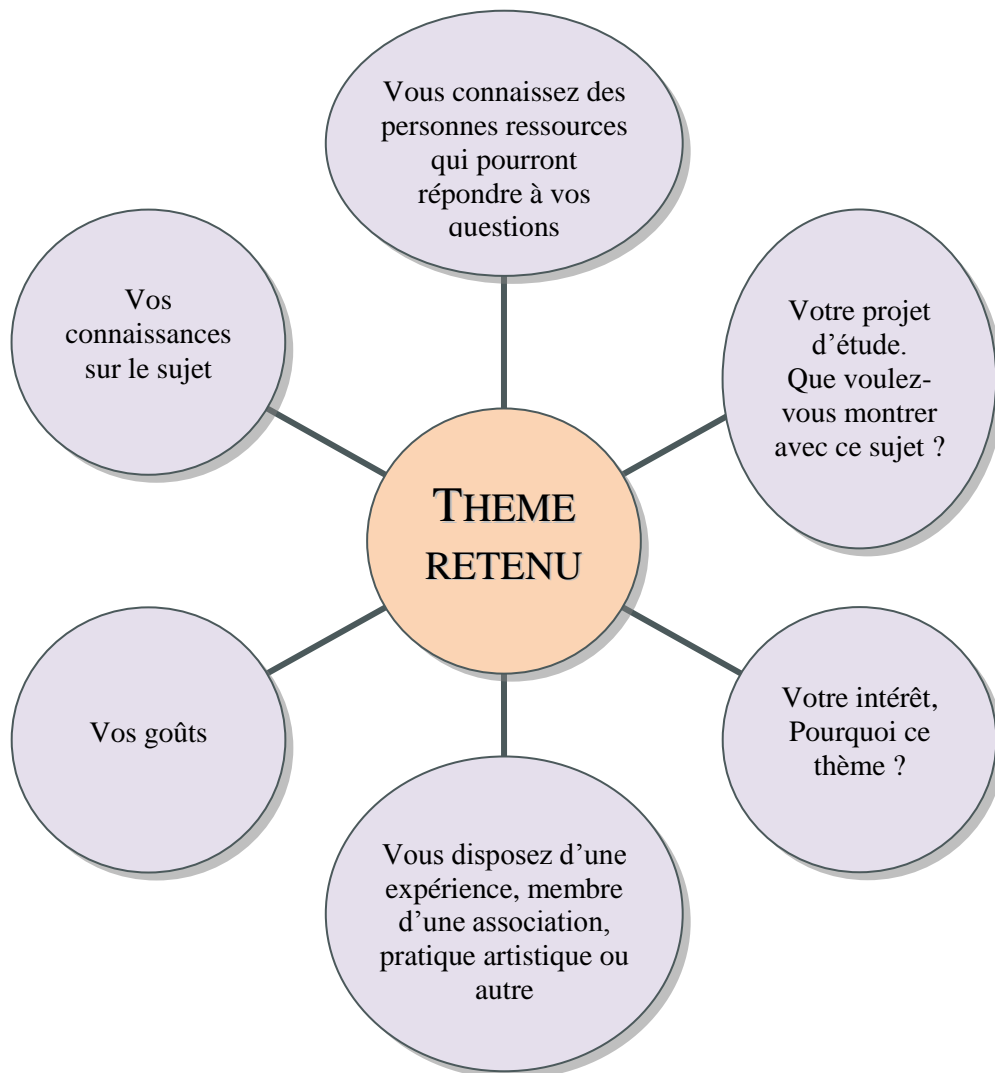 Vous connaissez des
personnes ressources
qui pourront
répondre à vos
questions
Vos
connaissances
sur le sujet
Votre projet
d’étude.
Que voulez-
vous montrer
avec ce sujet ?
THEME
RETENU
Vos goûts
Votre intérêt,
Pourquoi ce
thème ?
Vous disposez d’une
expérience, membre
d’une association,
pratique artistique ou
autre